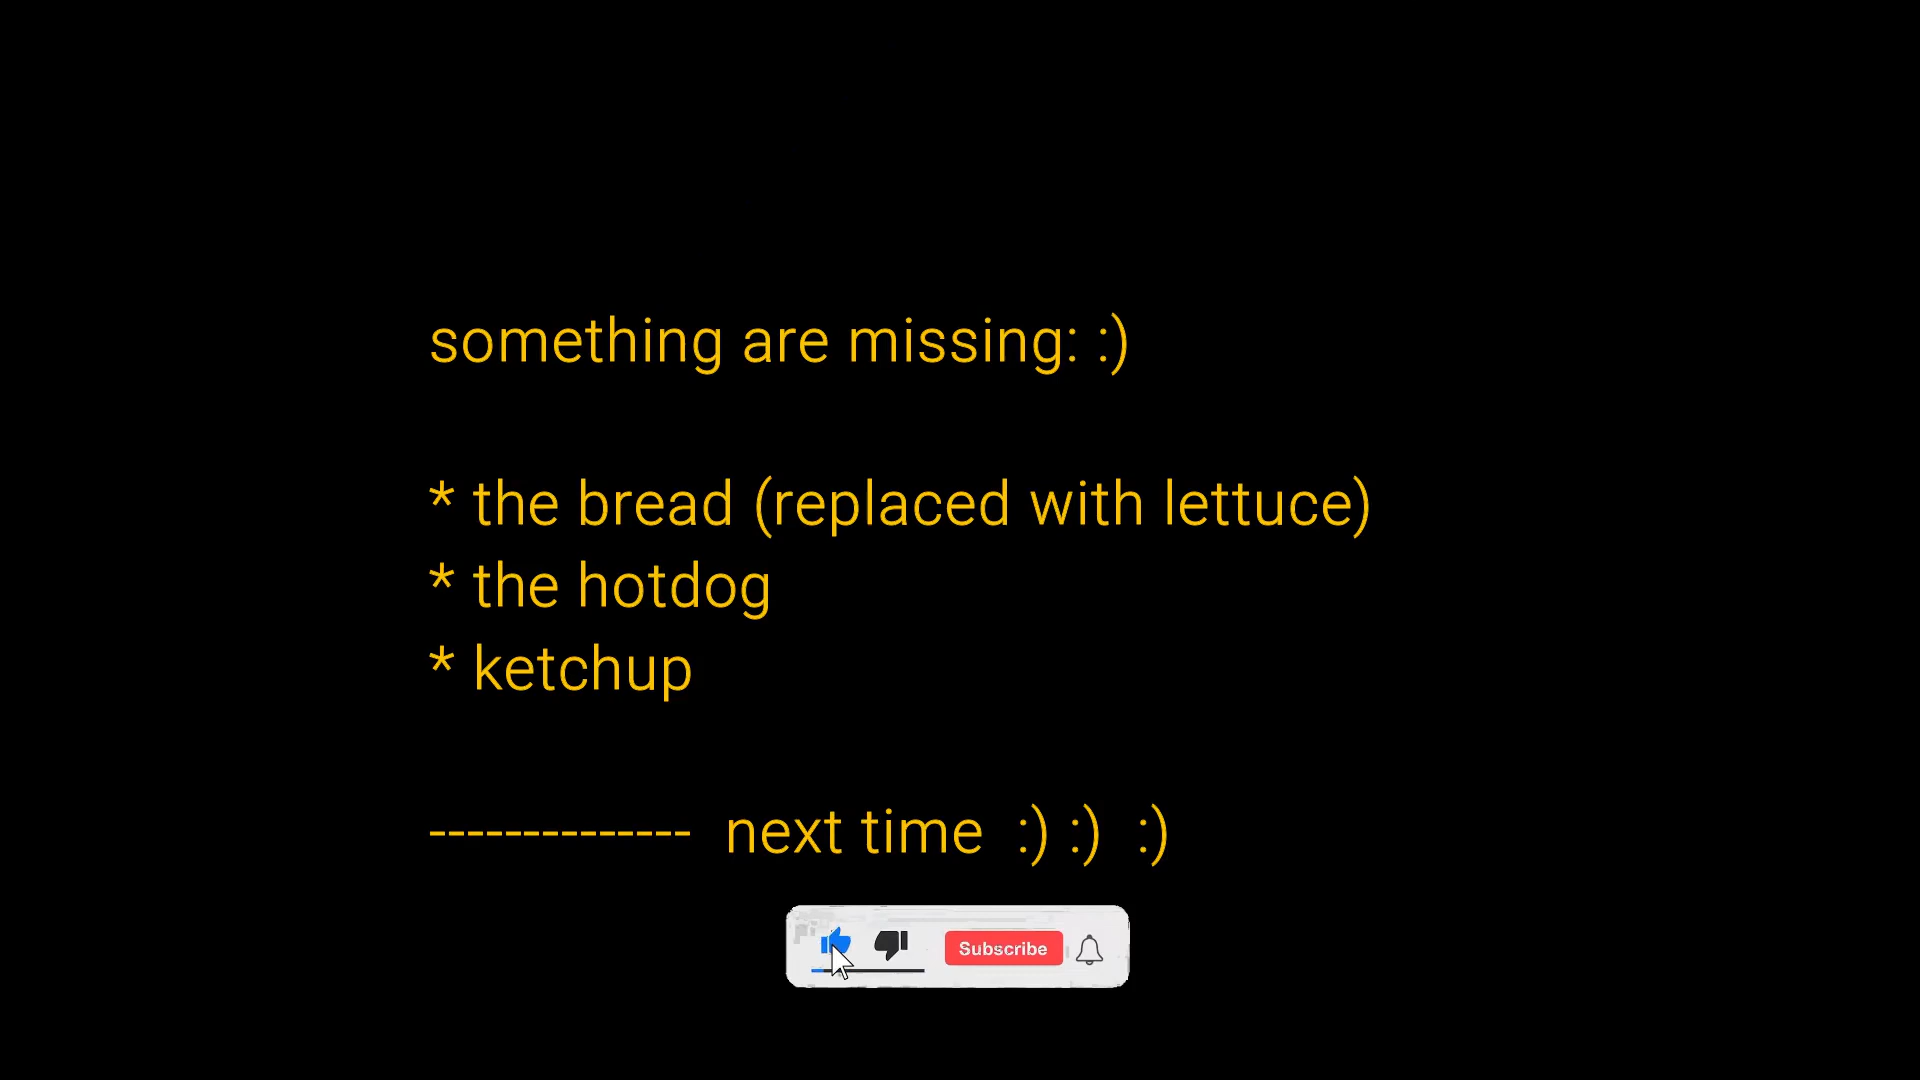 something are missing: :)
* the bread (replaced with lettuce)
* the hotdog
* ketchup
-------------- next time :) :) :)
Subscribe